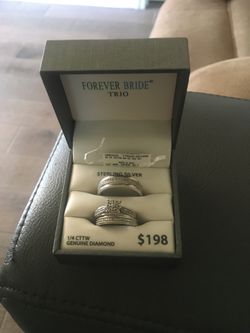 FOREVER BRIDE®
TRIO
STERLING SILVER
1/4 CTTW
GENUINE DIAMOND
$198